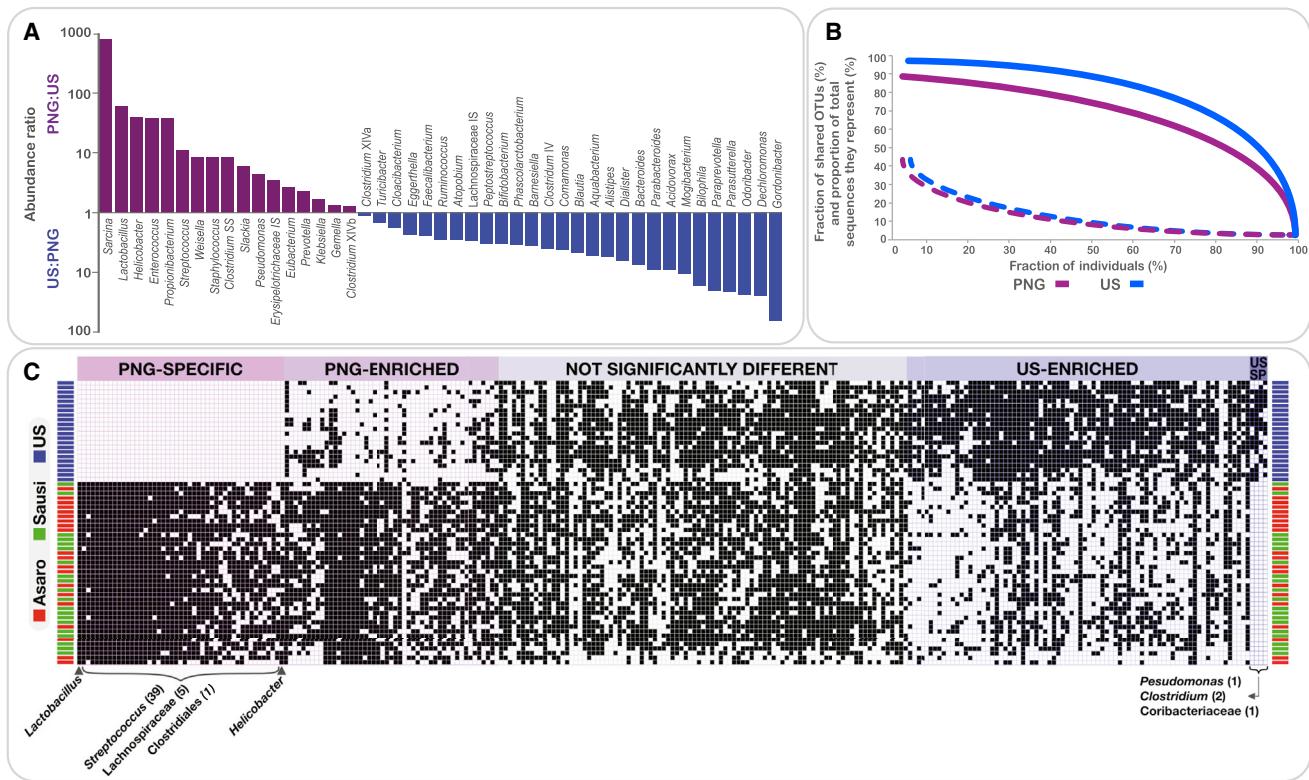 A
1000
100
10
1
10
100
Abundance ratio
PNG:US
US:PNG
Sarcina
Lactobacillus
Helicobacter
Enterococcus
Propionibacterium
Streptococcus
Weisella
Staphylococcus
Clostridium SS
Slackia
Pseudomonas
Erysipelotrichaceae IS
Eubacterium
Prevotella
Klebsiella
Gemella
Clostridium XIVb
Clostridium XIVa
Turicibacter
Cloacibacterium
Eggerthella
Faecalibacterium
Ruminococcus
Atopobium
Lachnospiraceae IS
Peptostreptococcus
Bifidobacterium
Phascolarctobacterium
Barnesiella
Clostridum IV
Comamonas
Blautia
Aquabacterium
Alistipes
Dialister
Bacteroides
Parabacteroides
Acidovorax
Mogibacterium
Bilophila
Paraprevotella
Parasutterella
Odoribacter
Dechloromonas
Gordonibacter
B
Fraction of shared OTUs (%)
and proportion of total
sequences they represent (%)
100
90
80
70
60
50
40
30
20
10
0
0 10 20 30 40 50 60 70 80 90 100
Fraction of individuals (%)
PNG US
C
PNG-SPECIFIC PNG-ENRICHED NOT SIGNIFICANTLY DIFFERENT US-ENRICHED US
SP
Asaro Sausi US
Lactobacillus
Streptococcus (39)
Lachnospiraceae (5)
Clostridiales (1)
Helicobacter
Pesudomonas (1)
Clostridium (2)
Coribacteriaceae (1)